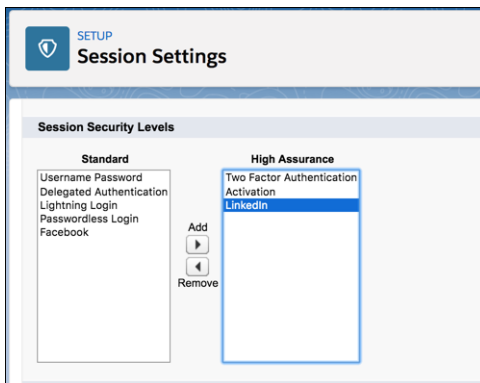 SETUP
Session Settings
Session Security Levels
Standard
Username Password
Delegated Authentication
Lightning Login
Passwordless Login
Facebook
Add
Remove
High Assurance
Two Factor Authentication
Activation
LinkedIn